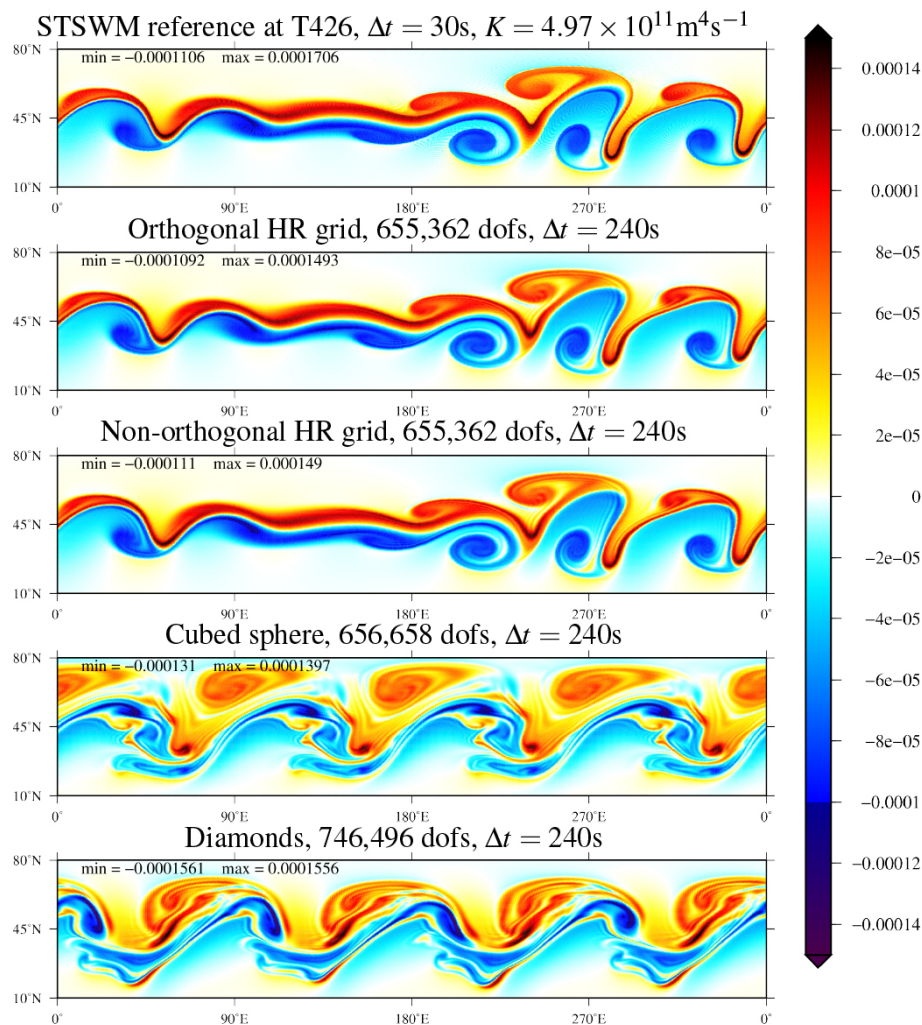 STSWM reference at T426, Δt = 30s, K = 4.97 × 10¹¹m⁴s⁻¹
80°N
min = −0.0001106 max = 0.0001706
45°N
10°N
0° 90°E 180°E 270°E 0°
Orthogonal HR grid, 655,362 dofs, Δt = 240s
80°N
min = −0.0001092 max = 0.0001493
45°N
10°N
0° 90°E 180°E 270°E 0°
Non-orthogonal HR grid, 655,362 dofs, Δt = 240s
80°N
min = −0.000111 max = 0.000149
45°N
10°N
0° 90°E 180°E 270°E 0°
Cubed sphere, 656,658 dofs, Δt = 240s
80°N
min = −0.000131 max = 0.0001397
45°N
10°N
0° 90°E 180°E 270°E 0°
Diamonds, 746,496 dofs, Δt = 240s
80°N
min = −0.0001561 max = 0.0001556
45°N
10°N
0° 90°E 180°E 270°E 0°
0.00014
0.00012
0.0001
8e−05
6e−05
4e−05
2e−05
0
−2e−05
−4e−05
−6e−05
−8e−05
−0.0001
−0.00012
−0.00014